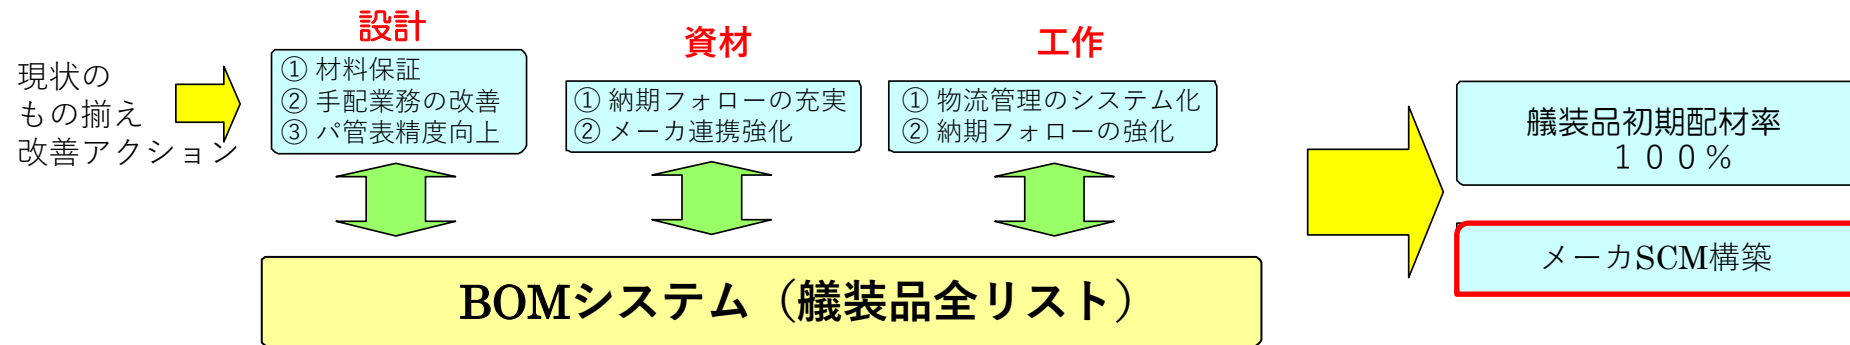 現状の
もの揃え
改善アクション
設計
① 材料保証
② 手配業務の改善
③ パ管表精度向上
資材
① 納期フォローの充実
② メーカ連携強化
工作
① 物流管理のシステム化
② 納期フォローの強化
BOMシステム（艤装品全リスト）
艤装品初期配材率
１００％
メーカSCM構築